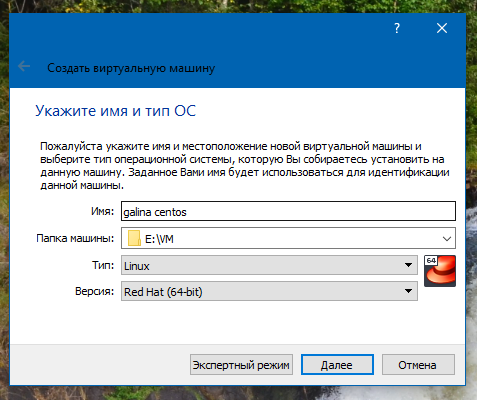 ?
Создать виртуальную машину
Укажите имя и тип ОС
Пожалуйста укажите имя и местоположение новой виртуальной машины и
выберите тип операционной системы, которую Вы собираетесь установить на
данную машину. Заданное Вами имя будет использоваться для идентификации
данной машины.
Имя: galina centos
Папка машины: E:\VM
Тип: Linux
64
Версия: Red Hat (64-bit)
Экспертный режим Далее Отмена